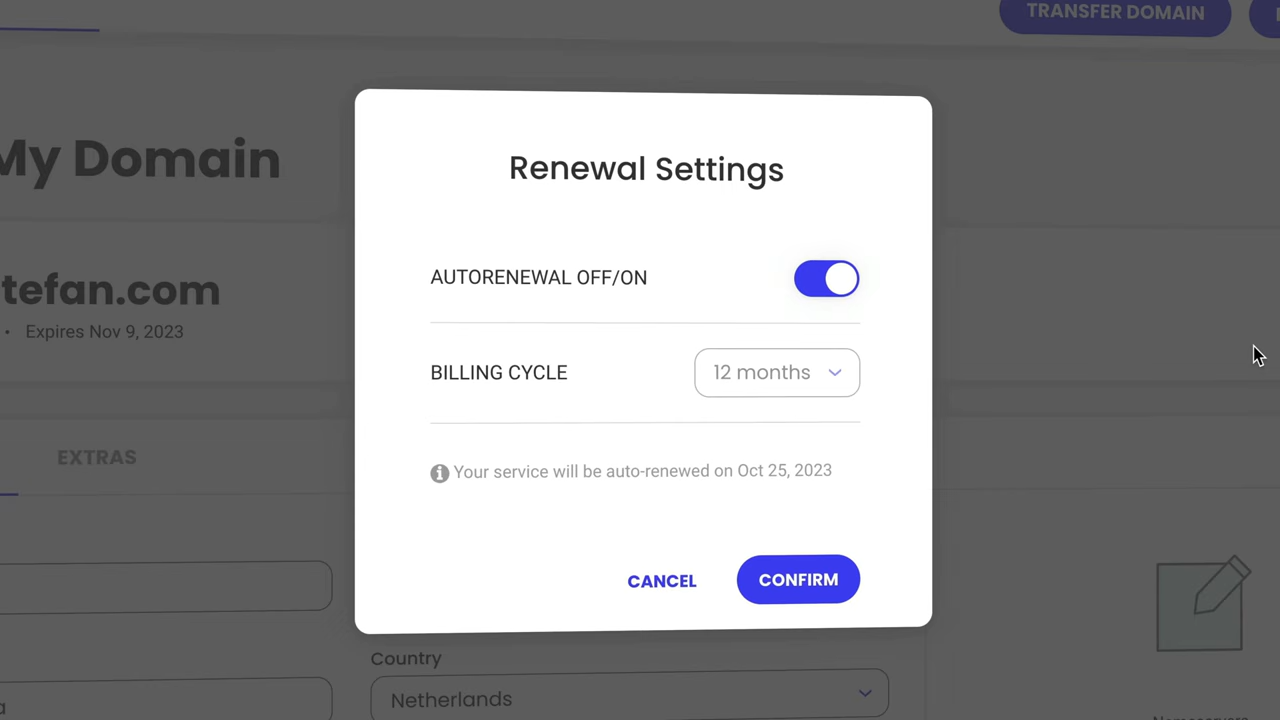 TRANSFER DOMAIN
My Domain
Renewal Settings
AUTORENEWAL OFF/ON
tefan.com
• Expires Nov 9, 2023
BILLING CYCLE
12 months
EXTRAS
Your service will be auto-renewed on Oct 25, 2023
CANCEL
CONFIRM
Country
Netherlands